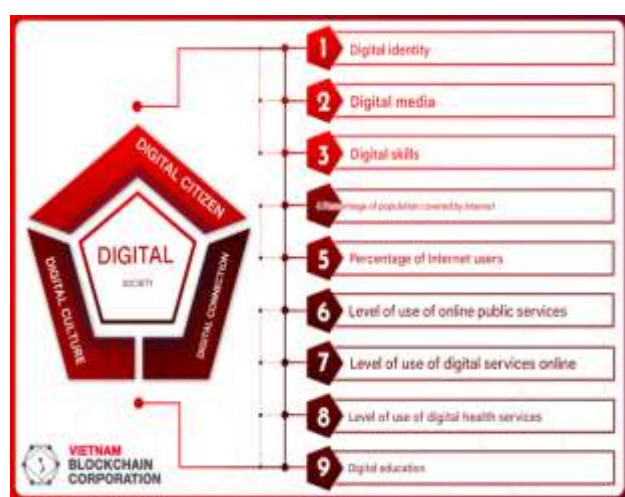 1 Digital identity
2 Digital media
3 Digital skills
percentage of population covered by internet
5 Percentage of Internet users
6 Level of use of online public services
7 Level of use of digital services online
8 Level of use of digital health services
9 Digital education
DIGITAL CITIZEN
DIGITAL CULTURE
DIGITAL CONNECTION
DIGITAL
SOCIETY
VIETNAM
BLOCKCHAIN
CORPORATION